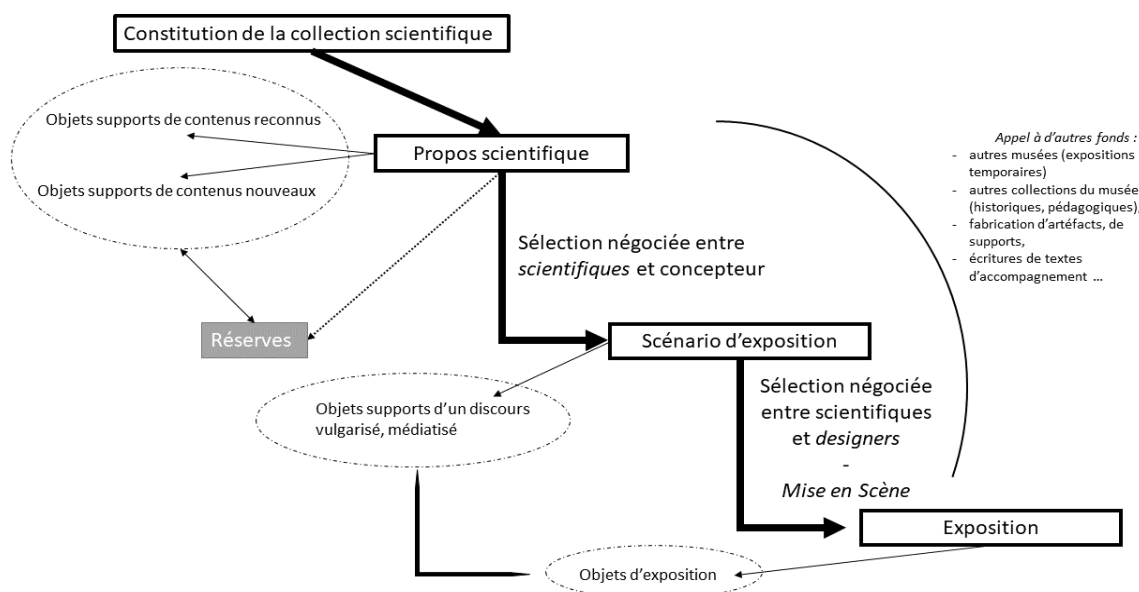 Constitution de la collection scientifique
Objets supports de contenus reconnus
Objets supports de contenus nouveaux
Propos scientifique
Appel à d'autres fonds :
- autres musées (expositions
temporaires)
- autres collections du musée
(historiques, pédagogiques),
- fabrication d'artéfacts, de
supports,
- écritures de textes
d'accompagnement ...
Sélection négociée entre
scientifiques et concepteur
Réserves
Scénario d'exposition
Objets supports d'un discours
vulgarisé, médiatisé
Sélection négociée
entre scientifiques
et designers
-
Mise en Scène
Exposition
Objets d'exposition